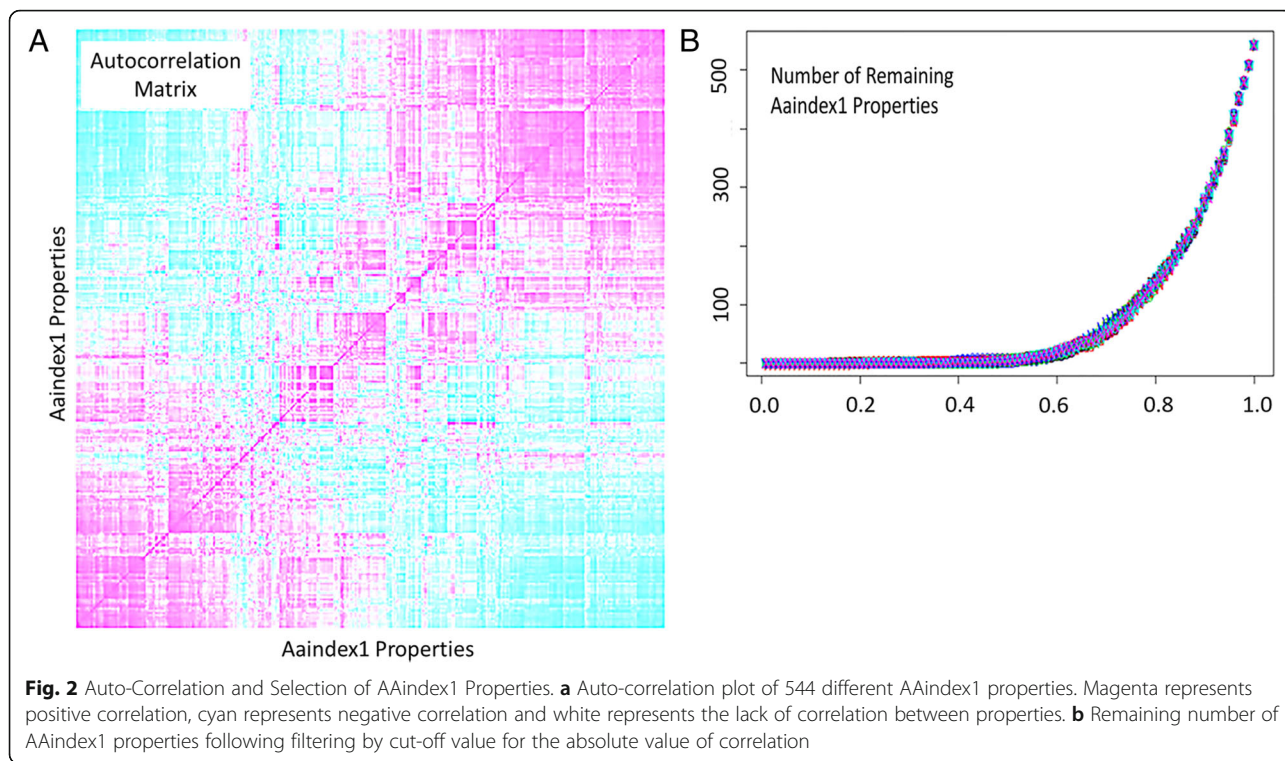 A
Autocorrelation
Matrix
Aaindex1 Properties
Aaindex1 Properties
B
Number of Remaining
Aaindex1 Properties
500
300
100
0.0 0.2 0.4 0.6 0.8 1.0
Fig. 2 Auto-Correlation and Selection of AAindex1 Properties. a Auto-correlation plot of 544 different AAindex1 properties. Magenta represents
positive correlation, cyan represents negative correlation and white represents the lack of correlation between properties. b Remaining number of
AAindex1 properties following filtering by cut-off value for the absolute value of correlation